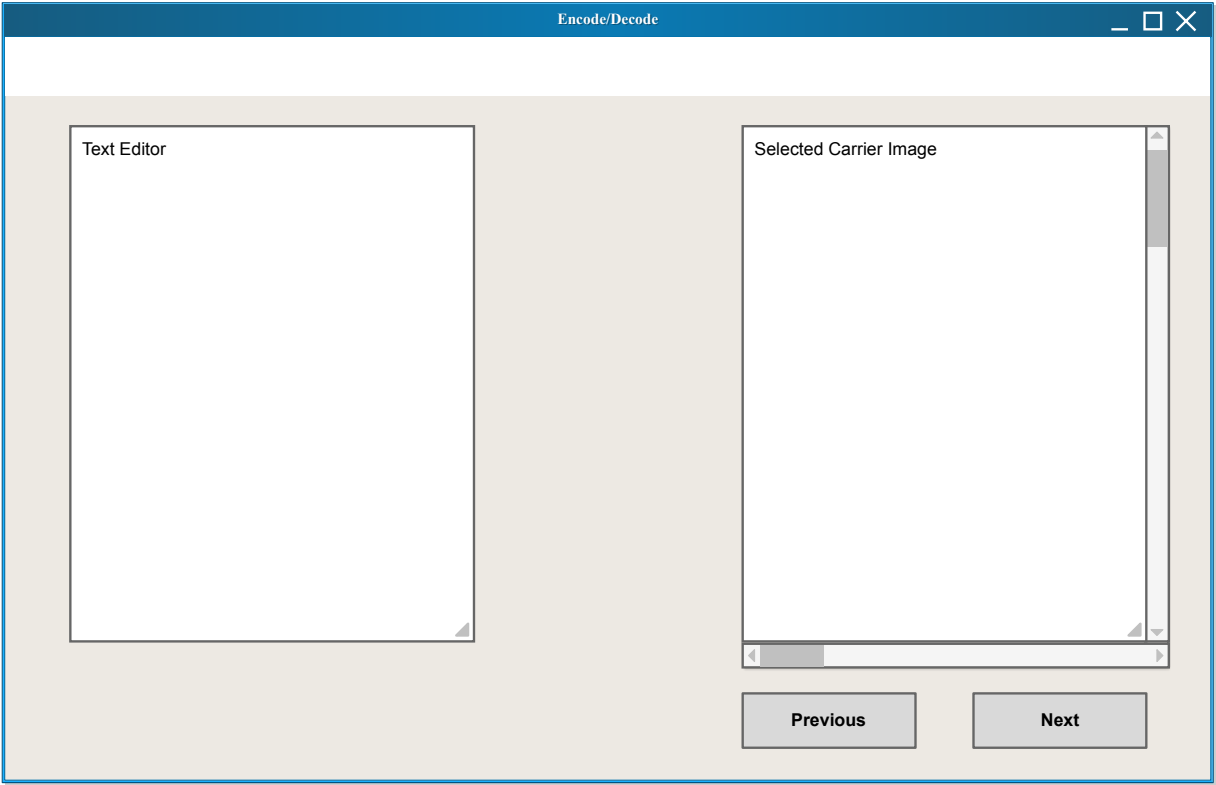 Encode/Decode
Text Editor
Selected Carrier Image
Previous
Next